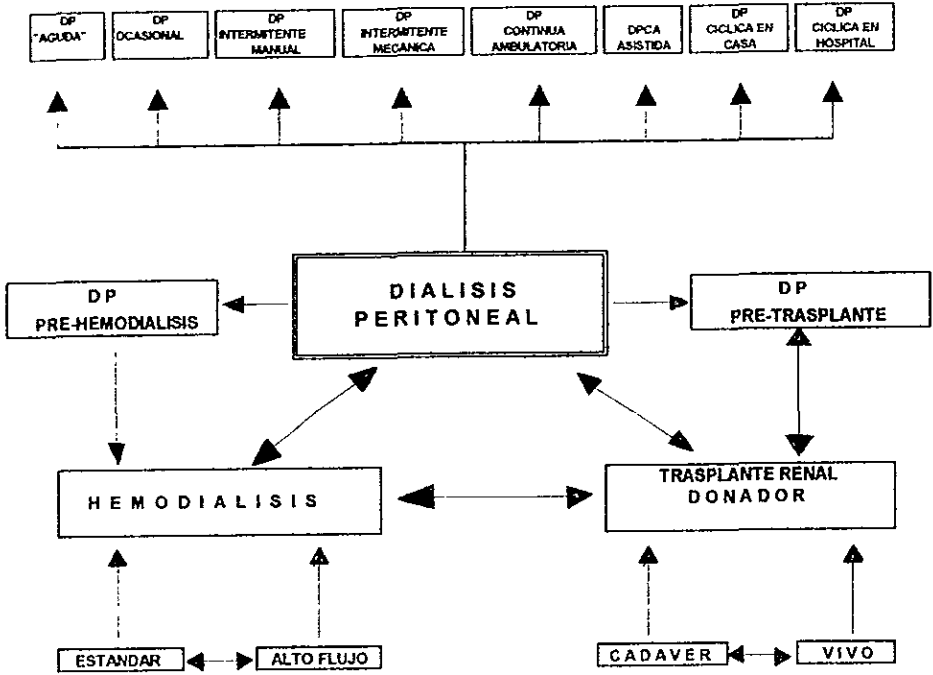 DP
"AGUDA"
DP
OCASIONAL
DP
INTERMITENTE
MANUAL
DP
INTERMITENTE
MECANICA
DP
CONTINUA
AMBULATORIA
DPCA
ASISTIDA
DP
CICLICA EN
CASA
DP
CICLICA EN
HOSPITAL
DIALISIS
PERITONEAL
DP
PRE-HEMODIALISIS
DP
PRE-TRASPLANTE
HEMODIALISIS
TRASPLANTE RENAL
DONADOR
ESTANDAR
ALTO FLUJO
CADAVER
VIVO